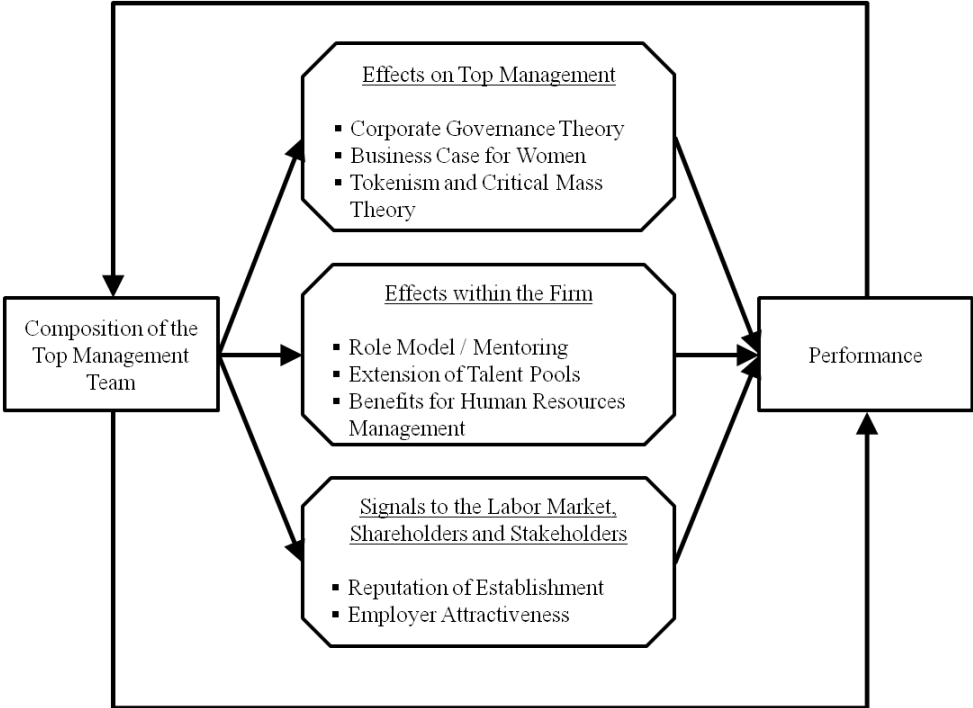 Effects on Top Management
▪ Corporate Governance Theory
▪ Business Case for Women
▪ Tokenism and Critical Mass
Theory
Composition of the
Top Management
Team
Effects within the Firm
▪ Role Model / Mentoring
▪ Extension of Talent Pools
▪ Benefits for Human Resources
Management
Performance
Signals to the Labor Market,
Shareholders and Stakeholders
▪ Reputation of Establishment
▪ Employer Attractiveness